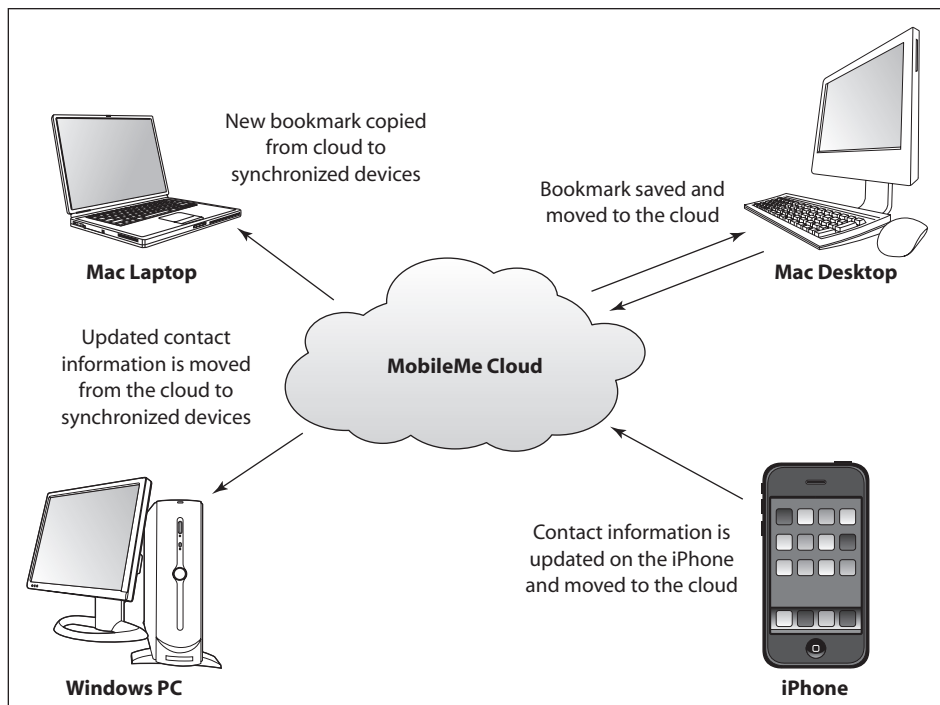 New bookmark copied
from cloud to
synchronized devices
Bookmark saved and
moved to the cloud
Mac Laptop
Mac Desktop
Updated contact
information is moved
from the cloud to
synchronized devices
MobileMe Cloud
Contact information is
updated on the iPhone
and moved to the cloud
Windows PC
iPhone